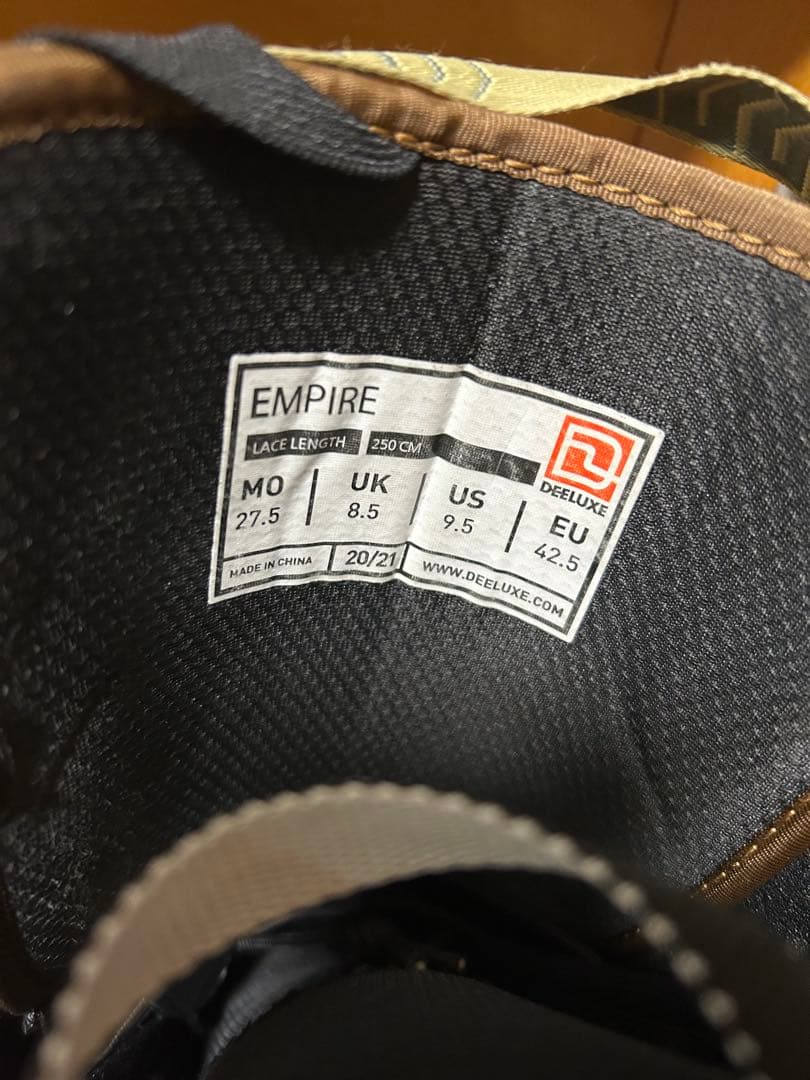 EMPIRE
LACE LENGTH 250 CM
DEELUXE
MO UK US EU
27.5 8.5 9.5 42.5
MADE IN CHINA 20/21 WWW.DEELUXE.COM